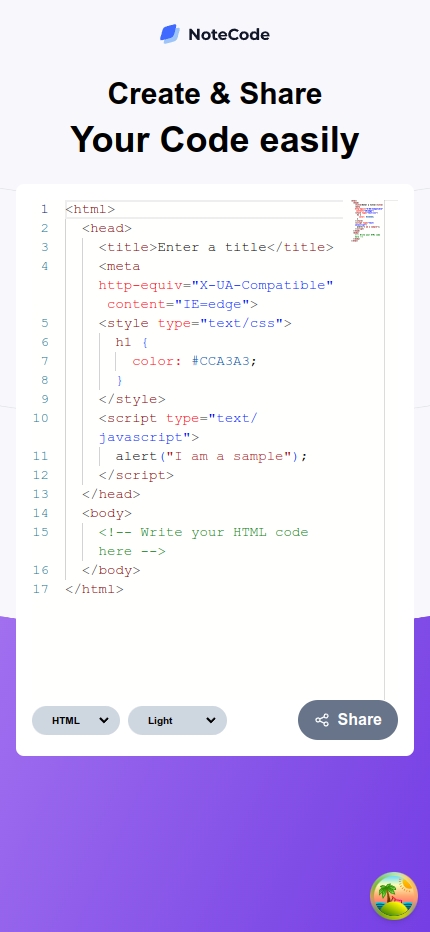 NoteCode
Create & Share
Your Code easily
1 <html>
2 <head>
3 <title>Enter a title</title>
4 <meta
http-equiv="X-UA-Compatible"
content="IE=edge">
5 <style type="text/css">
6 h1 {
7 color: #CCA3A3;
8 }
9 </style>
10 <script type="text/
javascript">
11 alert("I am a sample");
12 </script>
13 </head>
14 <body>
15 <!-- Write your HTML code
here -->
16 </body>
17 </html>
HTML Light Share